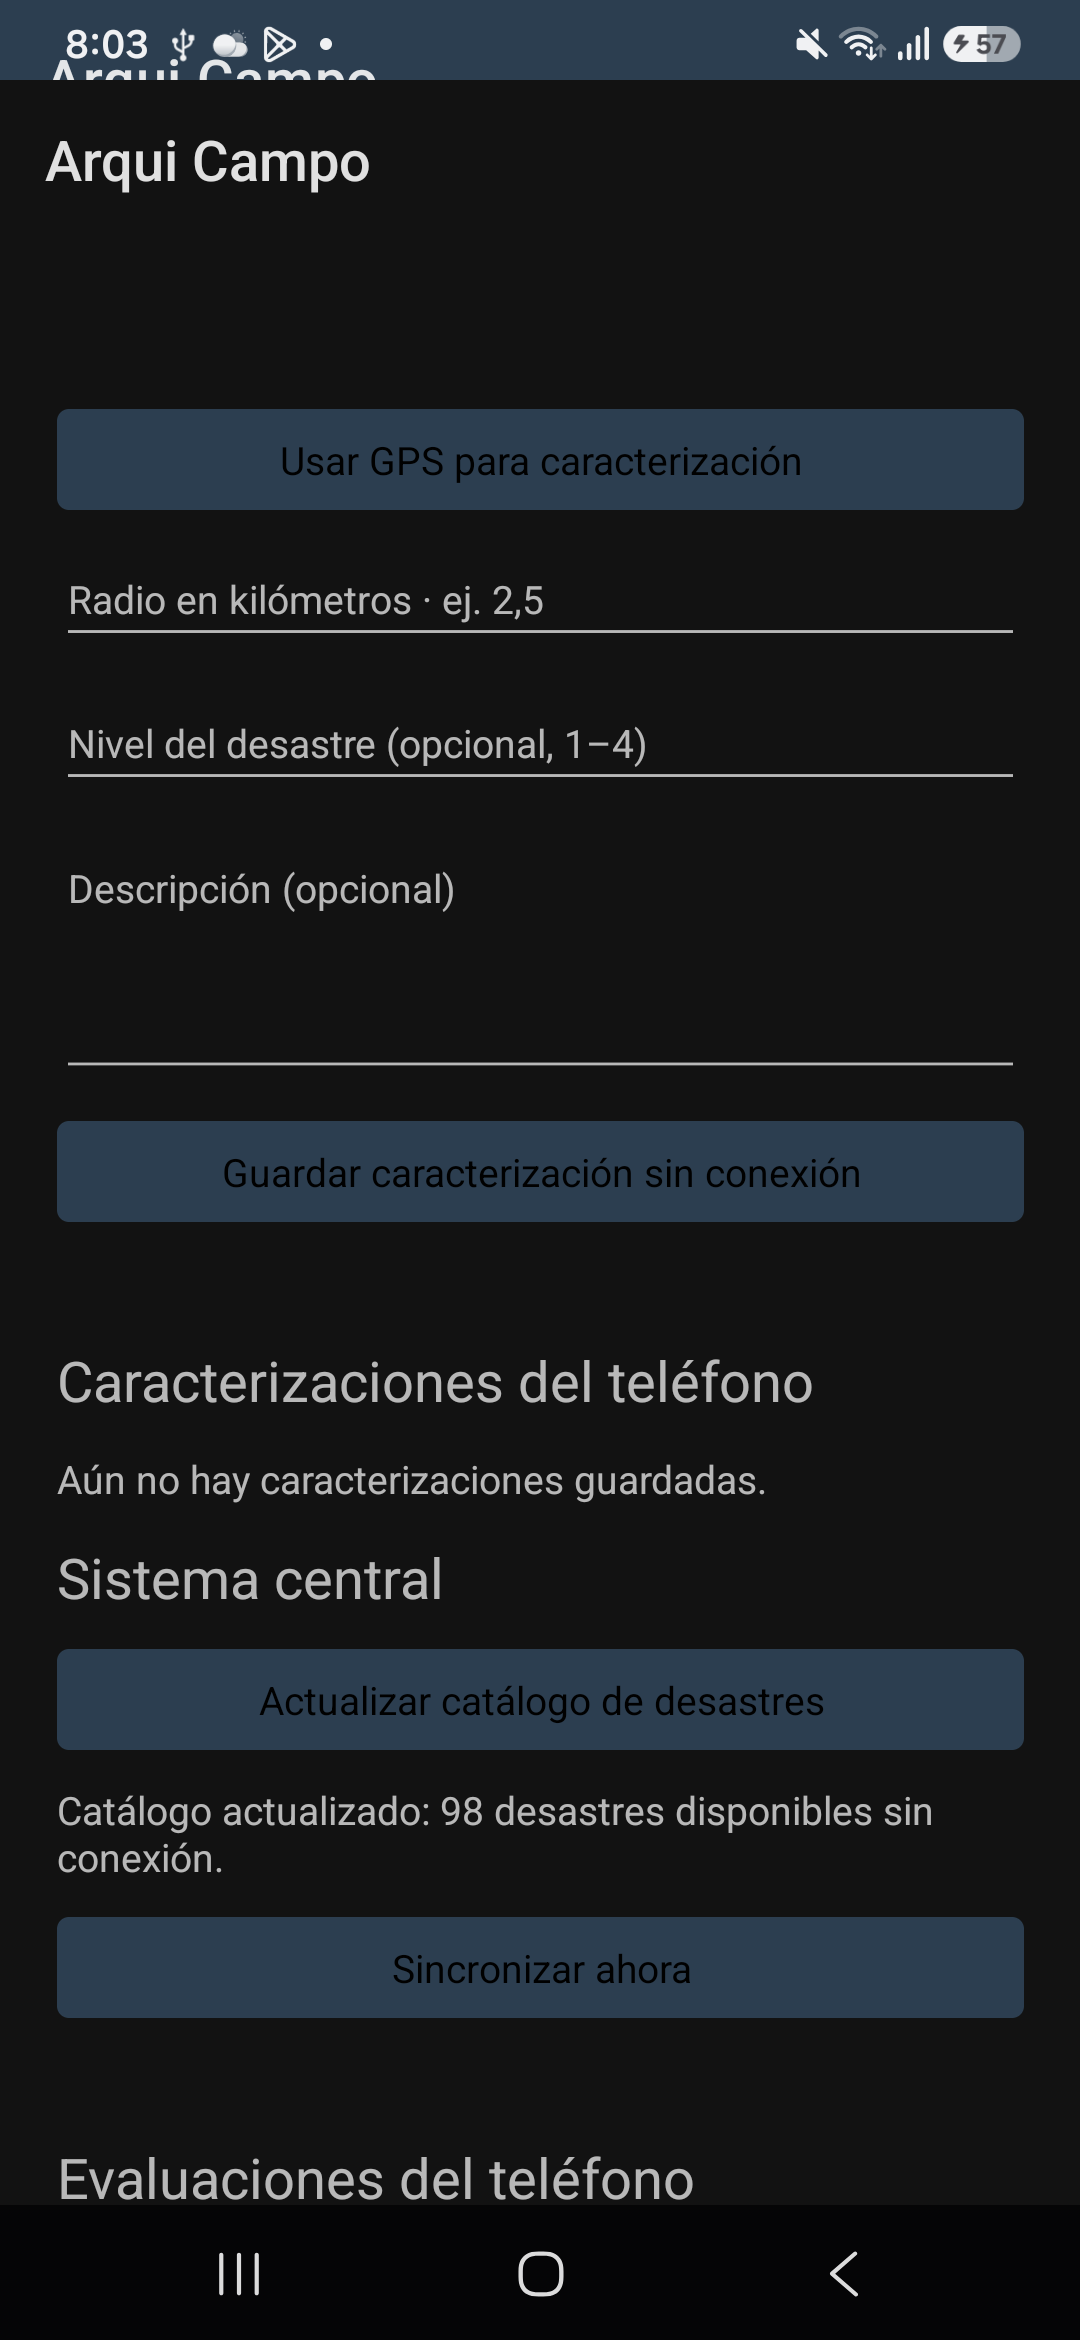 8:03
57
Arqui Campo
Arqui Campo
Usar GPS para caracterización
Radio en kilómetros · ej. 2,5
Nivel del desastre (opcional, 1–4)
Descripción (opcional)
Guardar caracterización sin conexión
Caracterizaciones del teléfono
Aún no hay caracterizaciones guardadas.
Sistema central
Actualizar catálogo de desastres
Catálogo actualizado: 98 desastres disponibles sin
conexión.
Sincronizar ahora
Evaluaciones del teléfono